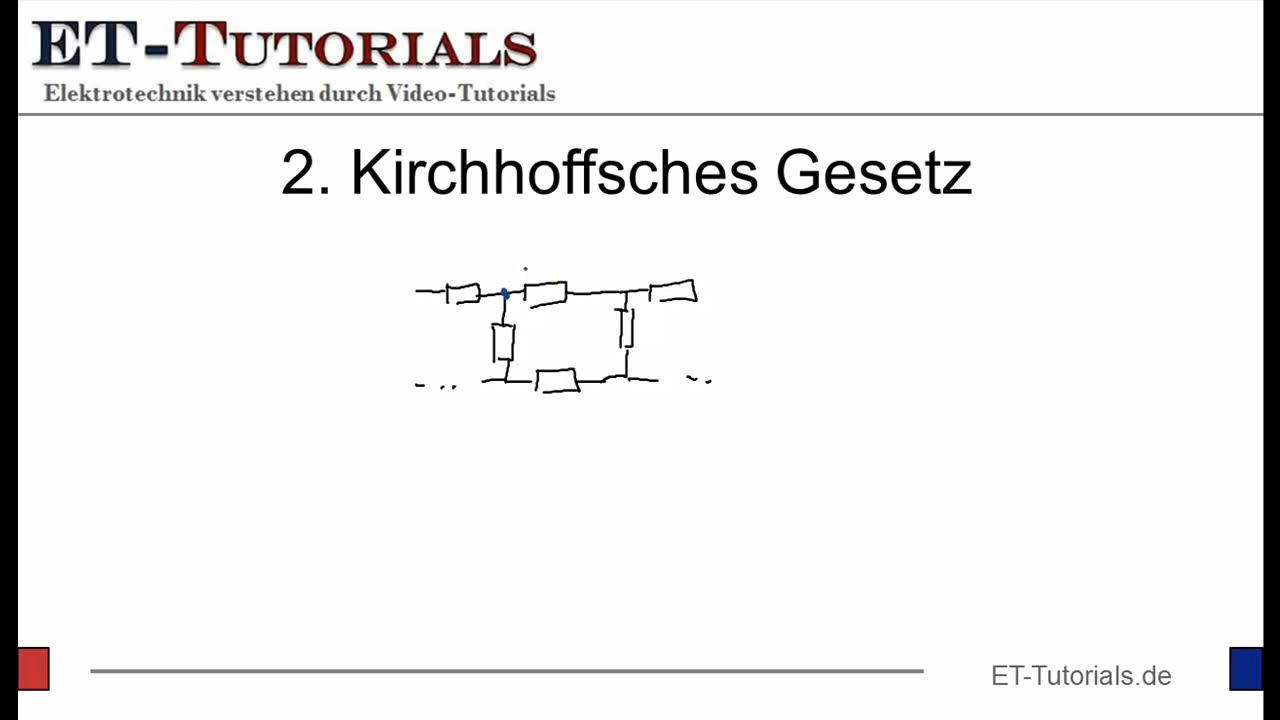 ET-Tutorials
Elektrotechnik verstehen durch Video-Tutorials
2. Kirchhoffsches Gesetz
ET-Tutorials.de